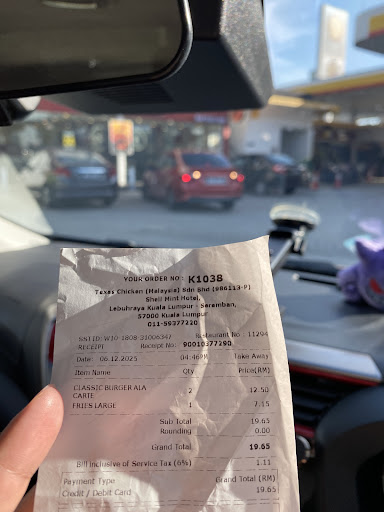 YOUR ORDER NO: K1038
Texas Chicken (Malaysia) Sdn Bhd (986113-P)
Shell Mint Hotel,
Lebuhraya Kuala Lumpur - Seremban,
57000 Kuala Lumpur
011-59377220
SST ID: W10-1808-31006347 Restaurant No : 11294
RECEIPT Receipt No: 90010377290
Date: 06.12.2025 04:46PM Take Away
Item Name Qty Price(RM)
CLASSIC BURGER ALA CARTE 2 12.50
FRIES LARGE 1 7.15
Sub Total 19.65
Rounding 0.00
Grand Total 19.65
Bill Inclusive of Service Tax (6%) 1.11
Payment Type Grand Total (RM)
Credit / Debit Card 19.65